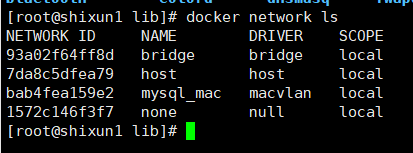 [root@shixun1 lib]# docker network ls
NETWORK ID     NAME        DRIVER    SCOPE
93a02f64ff8d   bridge      bridge    local
7da8c5dfea79   host        host      local
bab4fea159e2   mysql_mac   macvlan   local
1572c146f3f7   none        null      local
[root@shixun1 lib]#